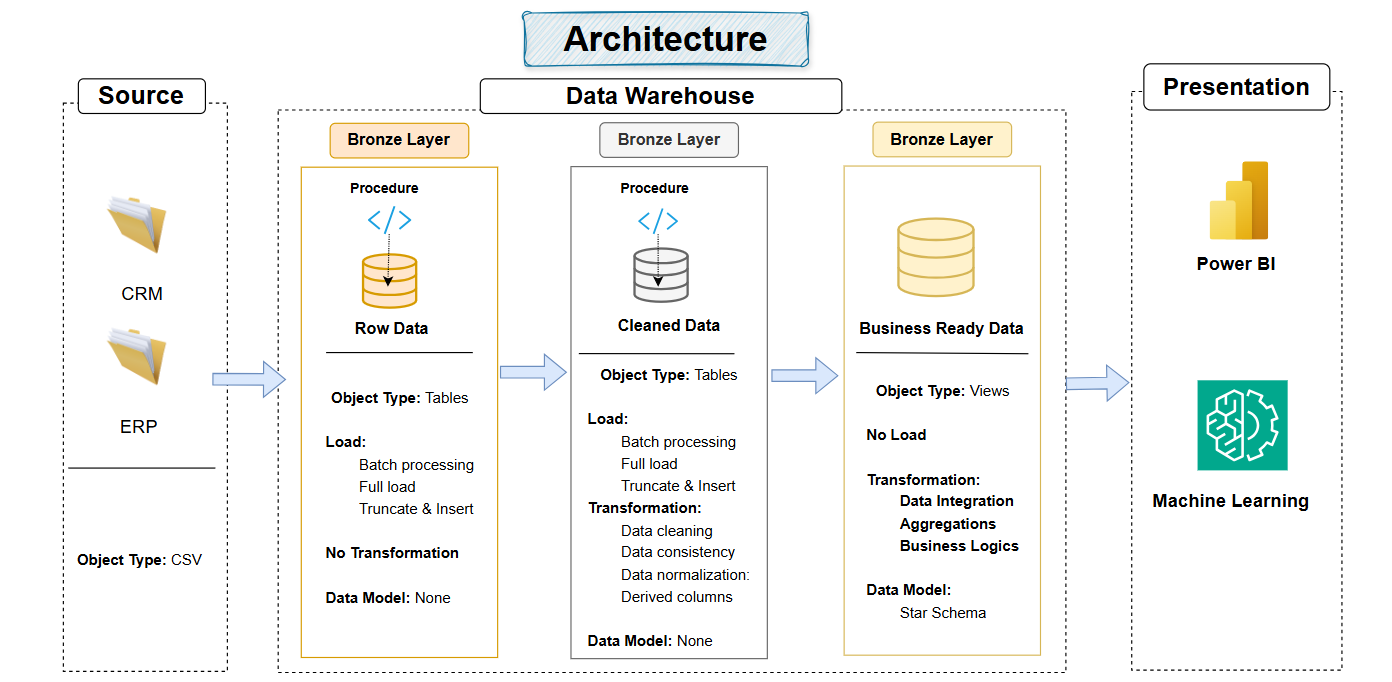 Architecture
Source
CRM
ERP
Object Type: CSV
Data Warehouse
Bronze Layer
Procedure
</>
Row Data
Object Type: Tables
Load:
Batch processing
Full load
Truncate & Insert
No Transformation
Data Model: None
Bronze Layer
Procedure
</>
Cleaned Data
Object Type: Tables
Load:
Batch processing
Full load
Truncate & Insert
Transformation:
Data cleaning
Data consistency
Data normalization:
Derived columns
Data Model: None
Bronze Layer
Business Ready Data
Object Type: Views
No Load
Transformation:
Data Integration
Aggregations
Business Logics
Data Model:
Star Schema
Presentation
Power BI
Machine Learning